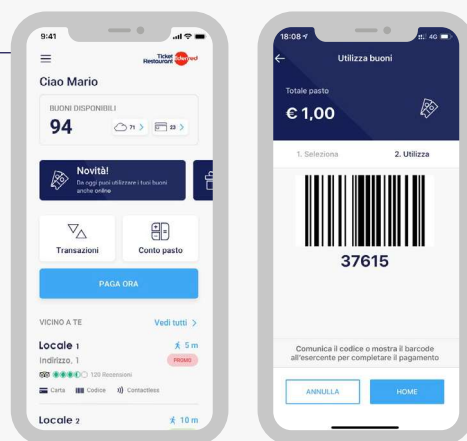 9:41
Ticket
Restaurant Edenred
Ciao Mario
BUONI DISPONIBILI
94
71 >
23 >
Novità!
Da oggi puoi utilizzare i tuoi buoni
anche online
Transazioni
Conto pasto
PAGA ORA
VICINO A TE
Vedi tutti >
Locale 1
5 m
Indirizzo, 1
PROMO
120 Recensioni
Carta
Codice
Contactless
Locale 2
10 m
18:08
4G
Utilizza buoni
Totale pasto
€ 1,00
1. Seleziona
2. Utilizza
37615
Comunica il codice o mostra il barcode
all'esercente per completare il pagamento
ANNULLA
HOME